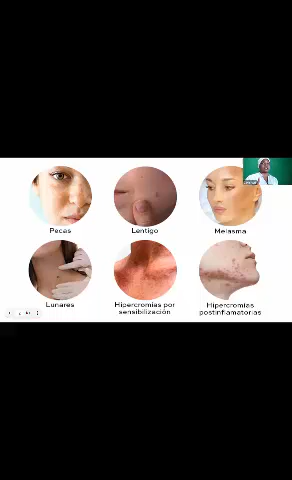 Pecas
Lentigo
Melasma
Lunares
Hipercromías por
sensibilización
Hipercromías
postinflamatorias